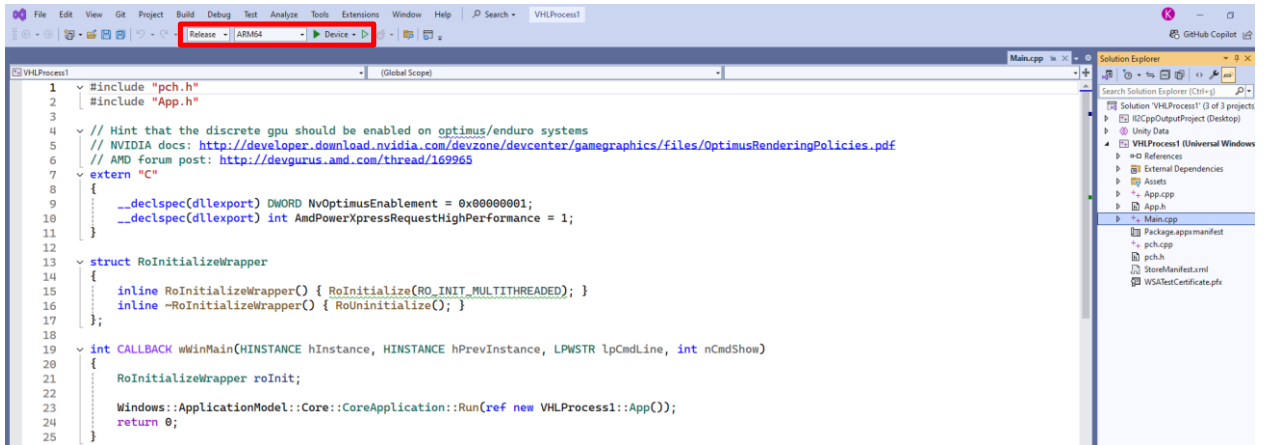 File Edit View Git Project Build Debug Test Analyze Tools Extensions Window Help Search VHLProcess1 K
Release ARM64 Device GitHub Copilot
Main.cpp
Solution Explorer
VHLProcess1 (Global Scope)
Search Solution Explorer (Ctrl+ş)
Solution 'VHLProcess1' (3 of 3 projects
Il2CppOutputProject (Desktop)
Unity Data
VHLProcess1 (Universal Windows
References
External Dependencies
Assets
App.cpp
App.h
Main.cpp
Package.appxmanifest
pch.cpp
pch.h
StoreManifest.xml
WSATestCertificate.pfx
1 #include "pch.h"
2 #include "App.h"
3
4 // Hint that the discrete gpu should be enabled on optimus/enduro systems
5 // NVIDIA docs: http://developer.download.nvidia.com/devzone/devcenter/gamegraphics/files/OptimusRenderingPolicies.pdf
6 // AMD forum post: http://devgurus.amd.com/thread/169965
7 extern "C"
8 {
9 __declspec(dllexport) DWORD NvOptimusEnablement = 0x00000001;
10 __declspec(dllexport) int AmdPowerXpressRequestHighPerformance = 1;
11 }
12
13 struct RoInitializeWrapper
14 {
15 inline RoInitializeWrapper() { RoInitialize(RO_INIT_MULTITHREADED); }
16 inline ~RoInitializeWrapper() { RoUninitialize(); }
17 };
18
19 int CALLBACK wWinMain(HINSTANCE hInstance, HINSTANCE hPrevInstance, LPWSTR lpCmdLine, int nCmdShow)
20 {
21 RoInitializeWrapper roInit;
22
23 Windows::ApplicationModel::Core::CoreApplication::Run(ref new VHLProcess1::App());
24 return 0;
25 }